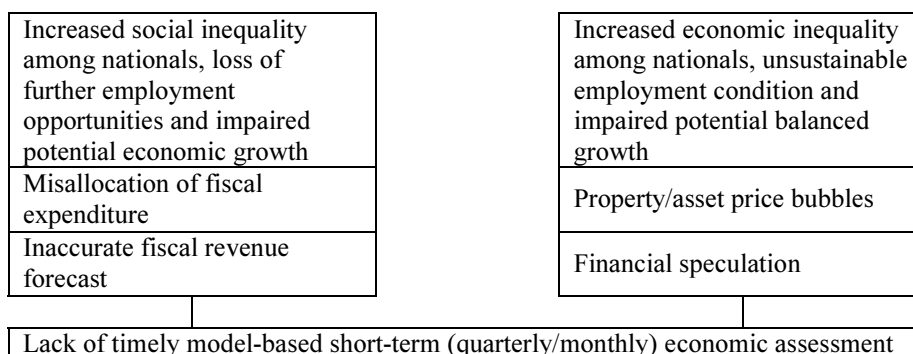 Increased social inequality
among nationals, loss of
further employment
opportunities and impaired
potential economic growth
Misallocation of fiscal
expenditure
Inaccurate fiscal revenue
forecast
Increased economic inequality
among nationals, unsustainable
employment condition and
impaired potential balanced
growth
Property/asset price bubbles
Financial speculation
Lack of timely model-based short-term (quarterly/monthly) economic assessment